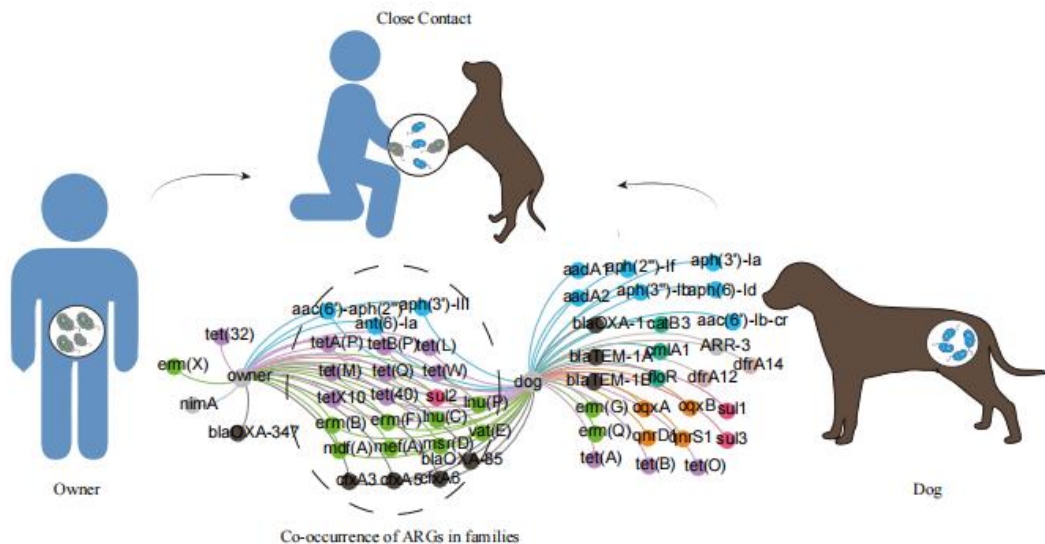 Close Contact
aadA1
aph(2'')-If
aph(3')-Ia
aadA2
aph(3'')-Ib
aph(6)-Id
blaOXA-1
catB3
aac(6')-Ib-cr
blaTEM-1A
cmlA1
ARR-3
dfrA14
blaTEM-1B
floR
dfrA12
erm(G)
oqxA
oqxB
sul1
erm(Q)
qnrD1
qnrS1
sul3
tet(A)
tet(B)
tet(O)
aac(6')-aph(2'')
aph(3')-III
ant(6)-Ia
tet(32)
tetA(P)
tetB(P)
tet(L)
erm(X)
owner
tet(M)
tet(Q)
tet(W)
dog
nimA
tetX10
tet(40)
sul2
lnu(P)
blaOXA-347
erm(B)
erm(F)
lnu(C)
vat(E)
mdf(A)
mef(A)
msr(D)
blaOXA-85
cfxA3
cfxA5
cfxA6
Owner
Dog
Co-occurrence of ARGs in families